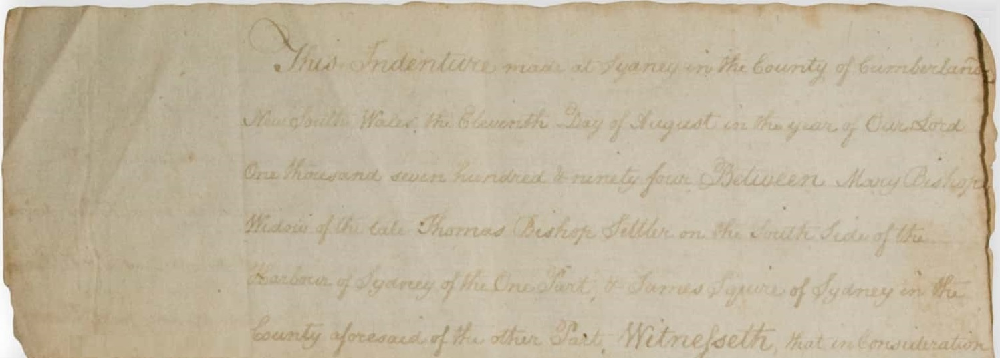 This Indenture made at Sydney in the County of Cumberland
New South Wales, the Eleventh Day of August in the year of Our Lord
One thousand seven hundred & ninety four Between Mary Bishop
Widow of the late Thomas Bishop Settler on the South Side of the
Harbour of Sydney of the One Part, & James Squire of Sydney in the
County aforesaid of the other Part, Witneſseth, that in Consideration